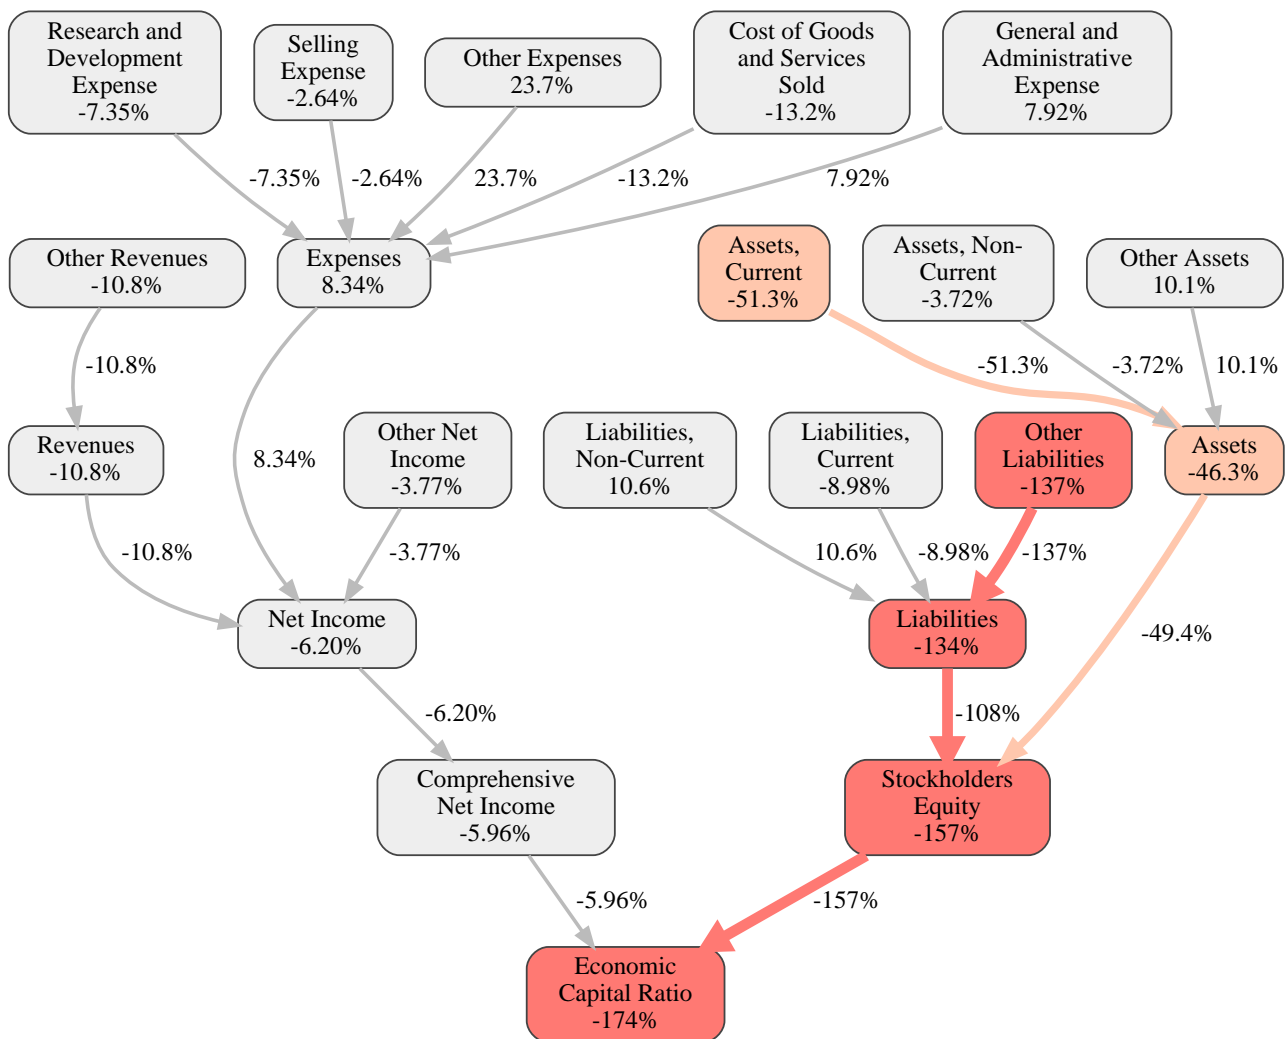 Research and
Development
Expense
-7.35%
Selling
Expense
-2.64%
Other Expenses
23.7%
Cost of Goods
and Services
Sold
-13.2%
General and
Administrative
Expense
7.92%
-7.35%
-2.64%
23.7%
-13.2%
7.92%
Other Revenues
-10.8%
Expenses
8.34%
Assets,
Current
-51.3%
Assets, Non-
Current
-3.72%
Other Assets
10.1%
-10.8%
-51.3%
-3.72%
10.1%
Revenues
-10.8%
8.34%
Other Net
Income
-3.77%
Liabilities,
Non-Current
10.6%
Liabilities,
Current
-8.98%
Other
Liabilities
-137%
Assets
-46.3%
-10.8%
-3.77%
10.6%
-8.98%
-137%
Net Income
-6.20%
Liabilities
-134%
-49.4%
-6.20%
-108%
Comprehensive
Net Income
-5.96%
Stockholders
Equity
-157%
-5.96%
-157%
Economic
Capital Ratio
-174%